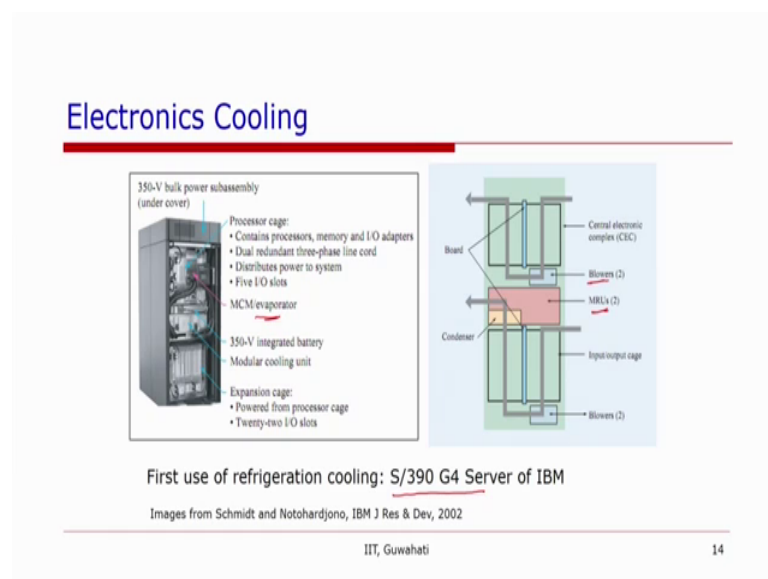 Electronics Cooling
350-V bulk power subassembly
(under cover)
Processor cage:
• Contains processors, memory and I/O adapters
• Dual redundant three-phase line cord
• Distributes power to system
• Five I/O slots
MCM/evaporator
350-V integrated battery
Modular cooling unit
Expansion cage:
• Powered from processor cage
• Twenty-two I/O slots
Board
Condenser
Central electronic
complex (CEC)
Blowers (2)
MRUs (2)
Input/output cage
Blowers (2)
First use of refrigeration cooling: S/390 G4 Server of IBM
Images from Schmidt and Notohardjono, IBM J Res & Dev, 2002
IIT, Guwahati
14